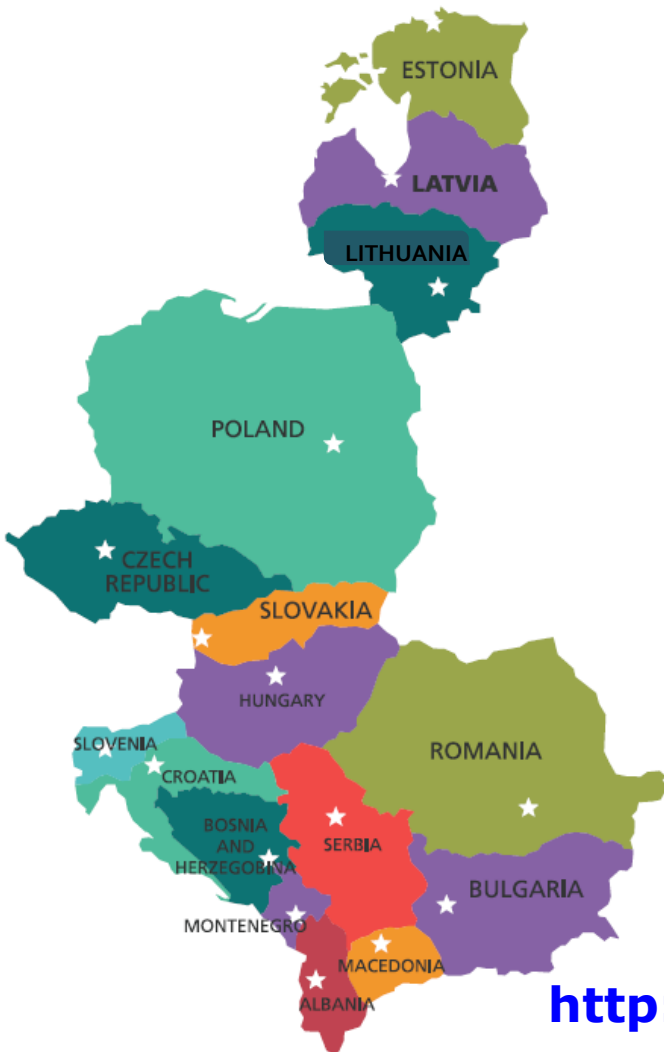 ESTONIA
LATVIA
LITHUANIA
POLAND
CZECH
REPUBLIC
SLOVAKIA
HUNGARY
SLOVENIA
CROATIA
ROMANIA
BOSNIA
AND
HERZEGOBINA
SERBIA
BULGARIA
MONTENEGRO
MACEDONIA
ALBANIA
http